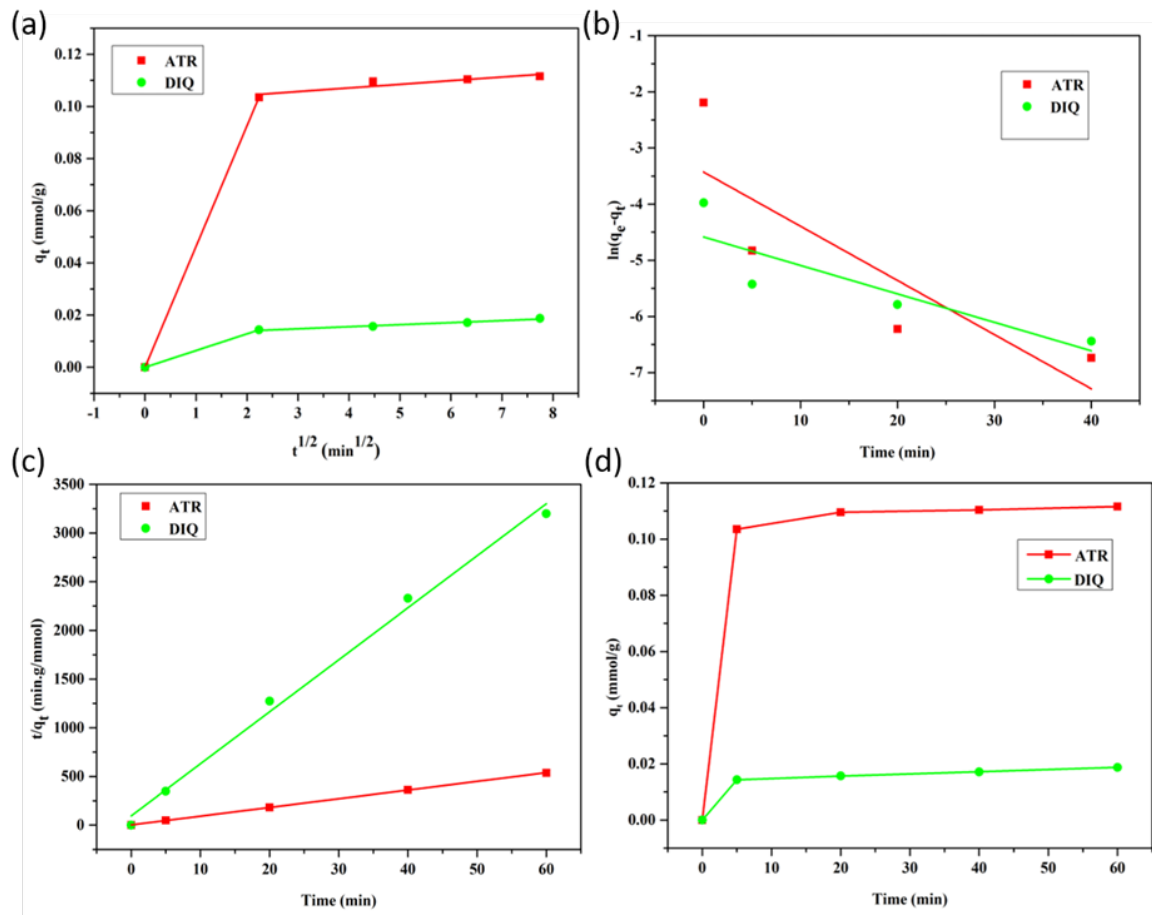 (a)
ATR
DIQ
0.12
0.10
0.08
0.06
0.04
0.02
0.00
qt (mmol/g)
-1 0 1 2 3 4 5 6 7 8
t1/2 (min1/2)
(b)
ATR
DIQ
-1
-2
-3
-4
-5
-6
-7
ln(qe-qt)
0 10 20 30 40
Time (min)
(c)
ATR
DIQ
3500
3000
2500
2000
1500
1000
500
0
t/qt (min.g/mmol)
0 10 20 30 40 50 60
Time (min)
(d)
ATR
DIQ
0.12
0.10
0.08
0.06
0.04
0.02
0.00
qt (mmol/g)
0 10 20 30 40 50 60
Time (min)